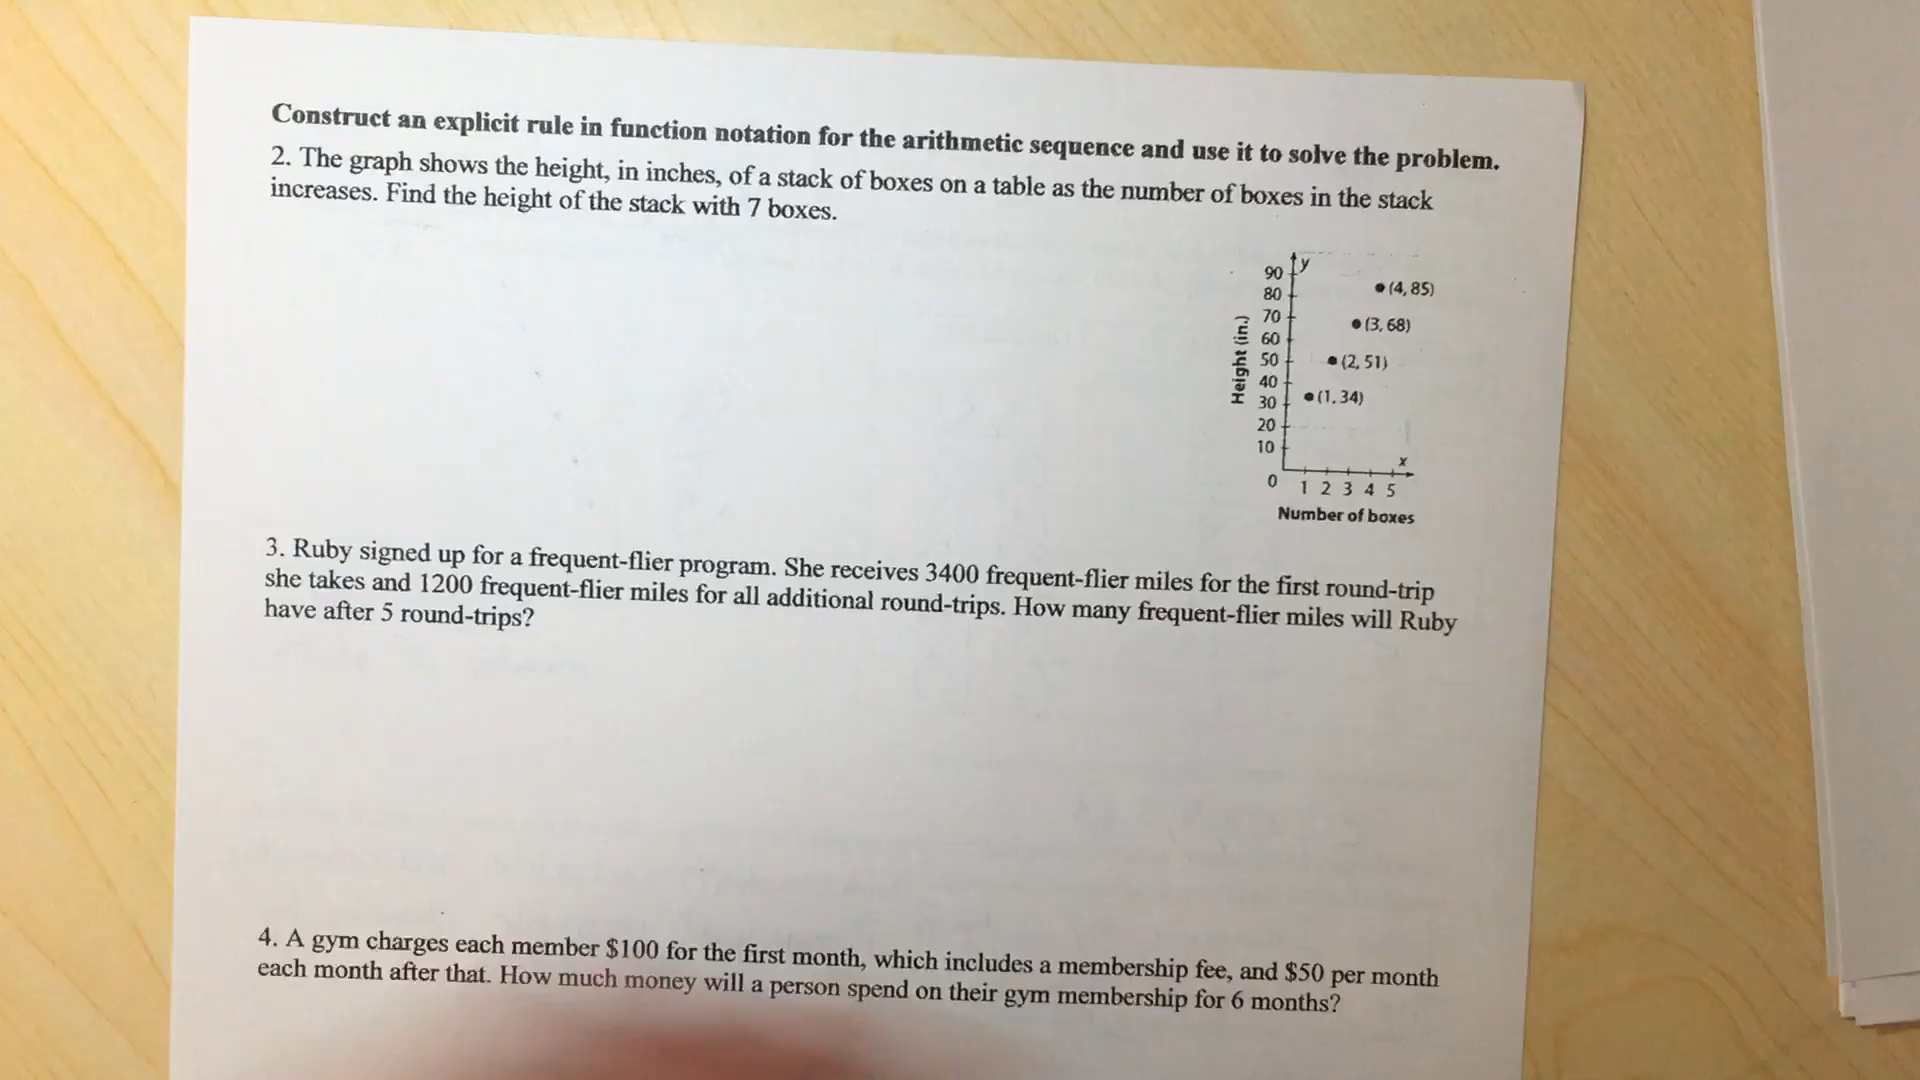 Construct an explicit rule in function notation for the arithmetic sequence and use it to solve the problem.
2. The graph shows the height, in inches, of a stack of boxes on a table as the number of boxes in the stack
increases. Find the height of the stack with 7 boxes.
y
90
80
70
60
50
40
30
20
10
0
Height (in.)
(4, 85)
(3, 68)
(2, 51)
(1, 34)
x
1 2 3 4 5
Number of boxes
3. Ruby signed up for a frequent-flier program. She receives 3400 frequent-flier miles for the first round-trip
she takes and 1200 frequent-flier miles for all additional round-trips. How many frequent-flier miles will Ruby
have after 5 round-trips?
4. A gym charges each member $100 for the first month, which includes a membership fee, and $50 per month
each month after that. How much money will a person spend on their gym membership for 6 months?